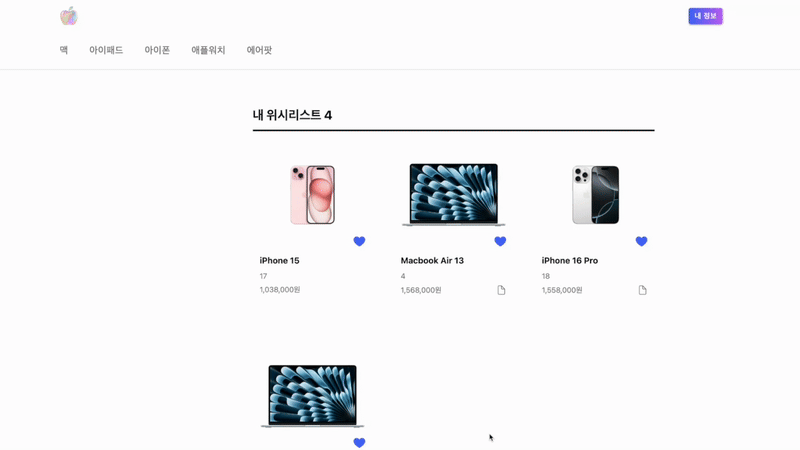 내 정보
맥 아이패드 아이폰 애플워치 에어팟
내 위시리스트 4
iPhone 15
17
1,038,000원
Macbook Air 13
4
1,568,000원
iPhone 16 Pro
18
1,558,000원